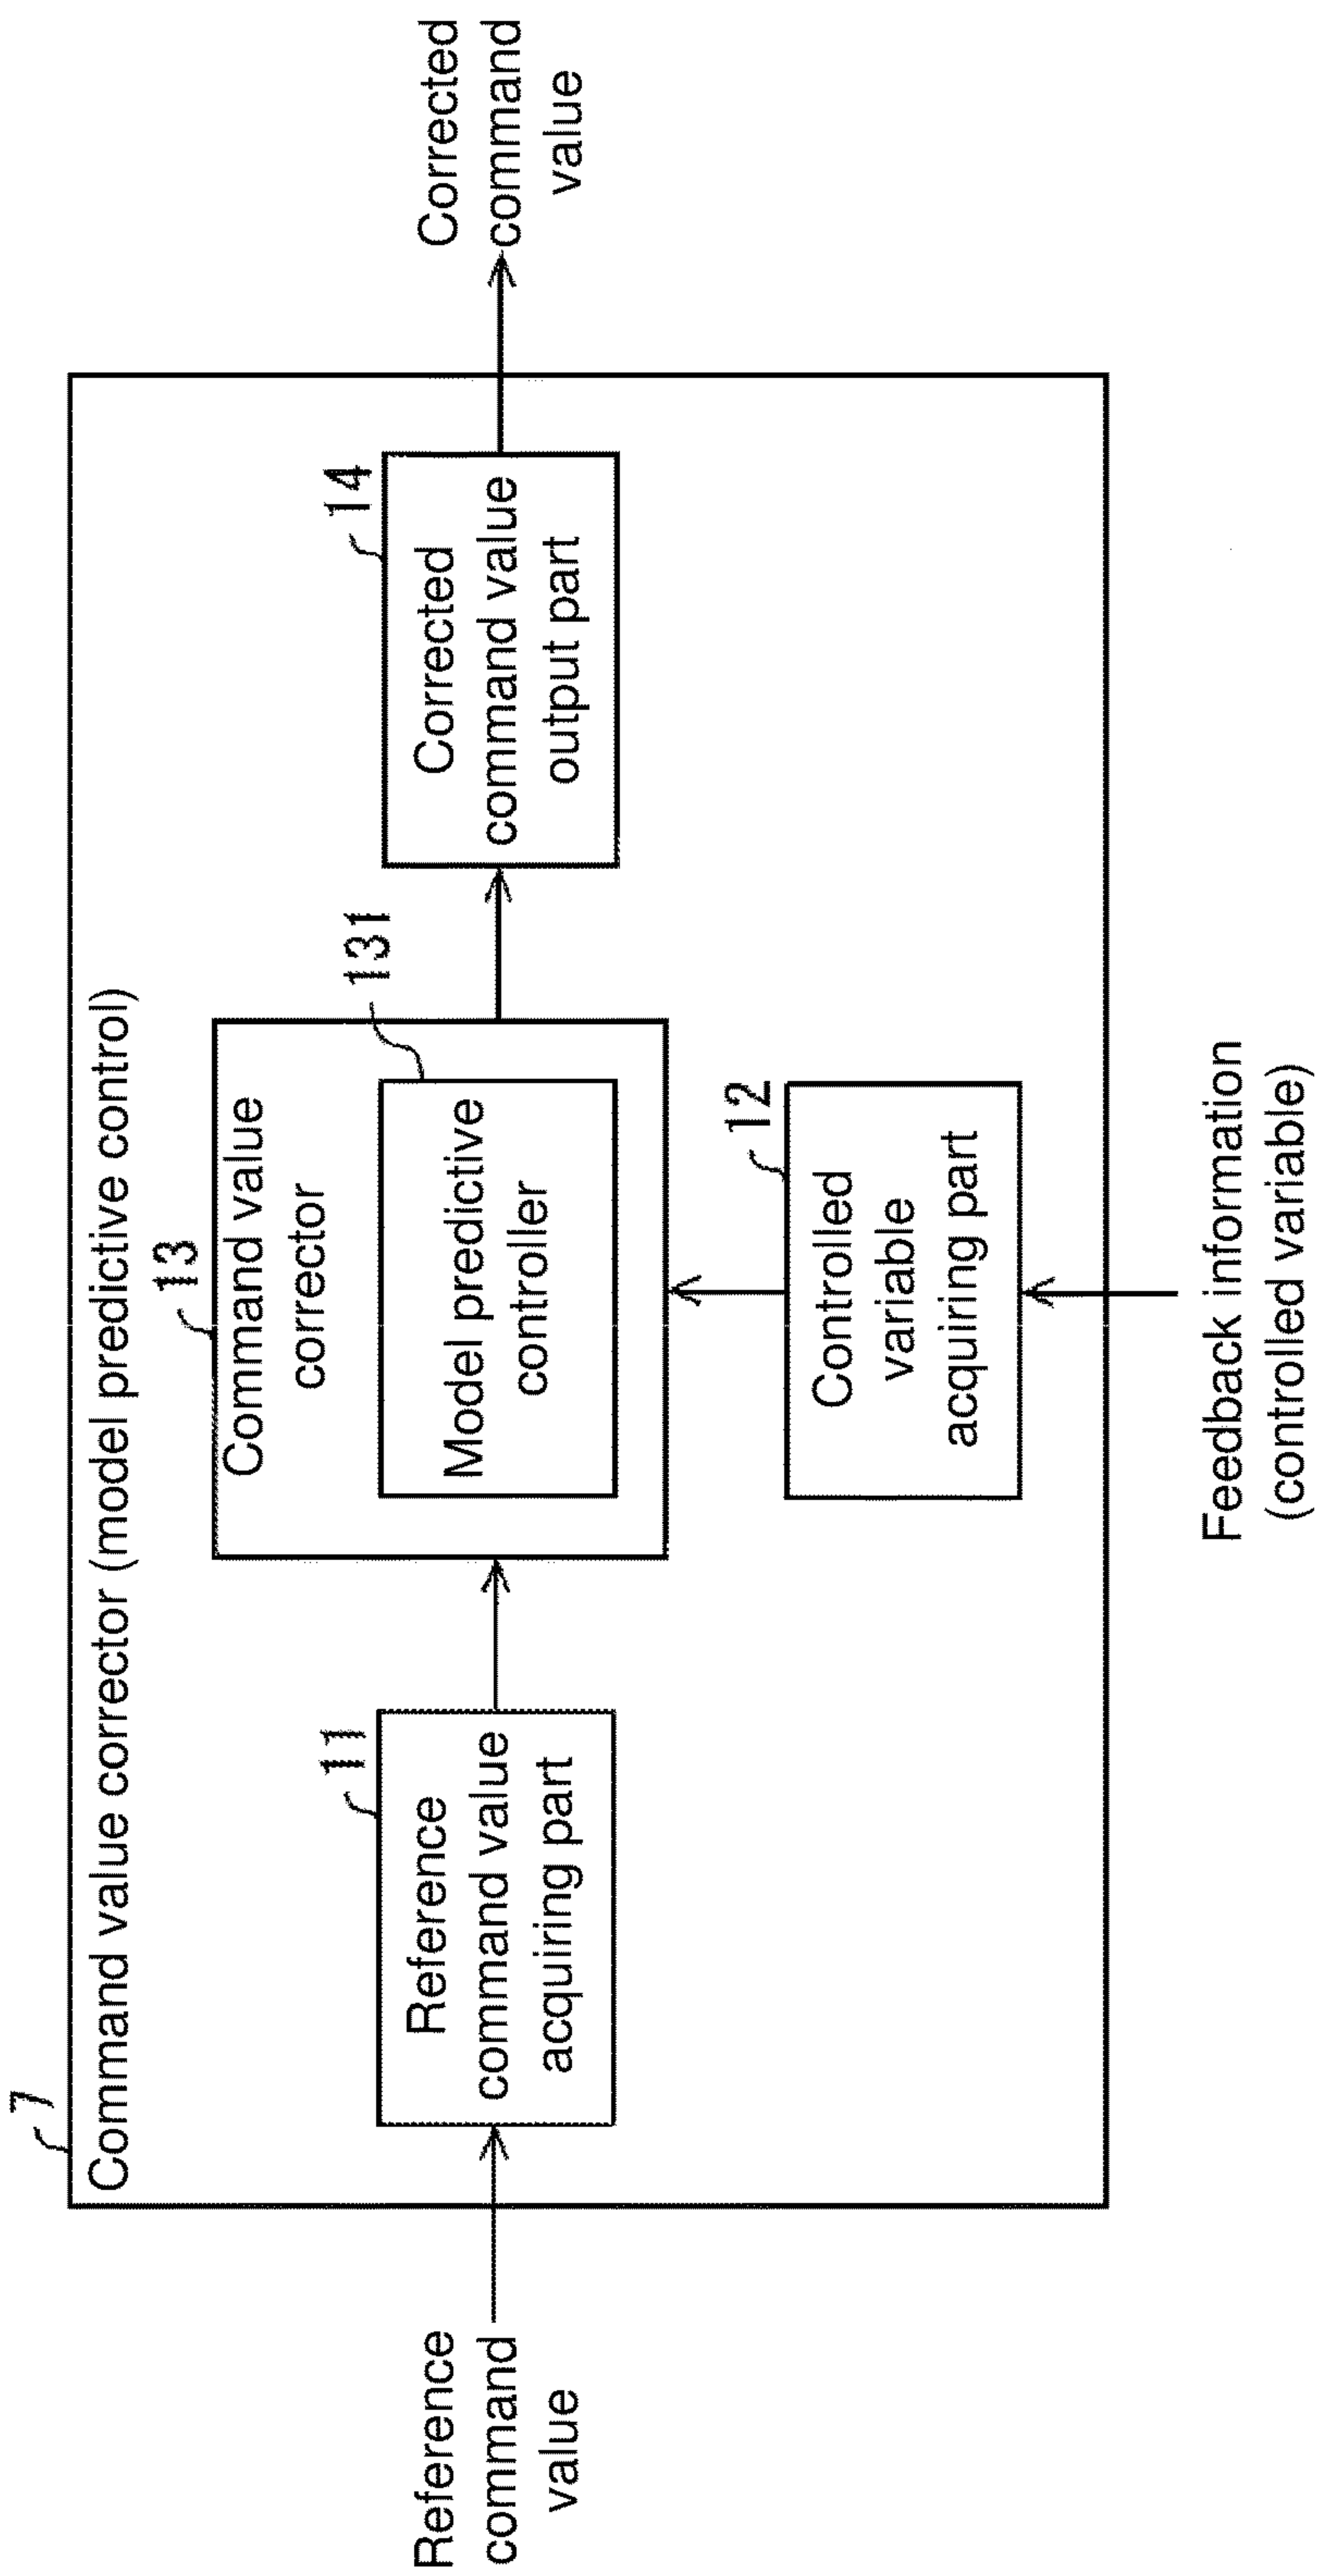 7
Command value corrector (model predictive control)
13
Command value
corrector
131
Model predictive
controller
11
Reference
command value
acquiring part
14
Corrected
command value
output part
12
Controlled
variable
acquiring part
Reference
command
value
Corrected
command
value
Feedback information
(controlled variable)